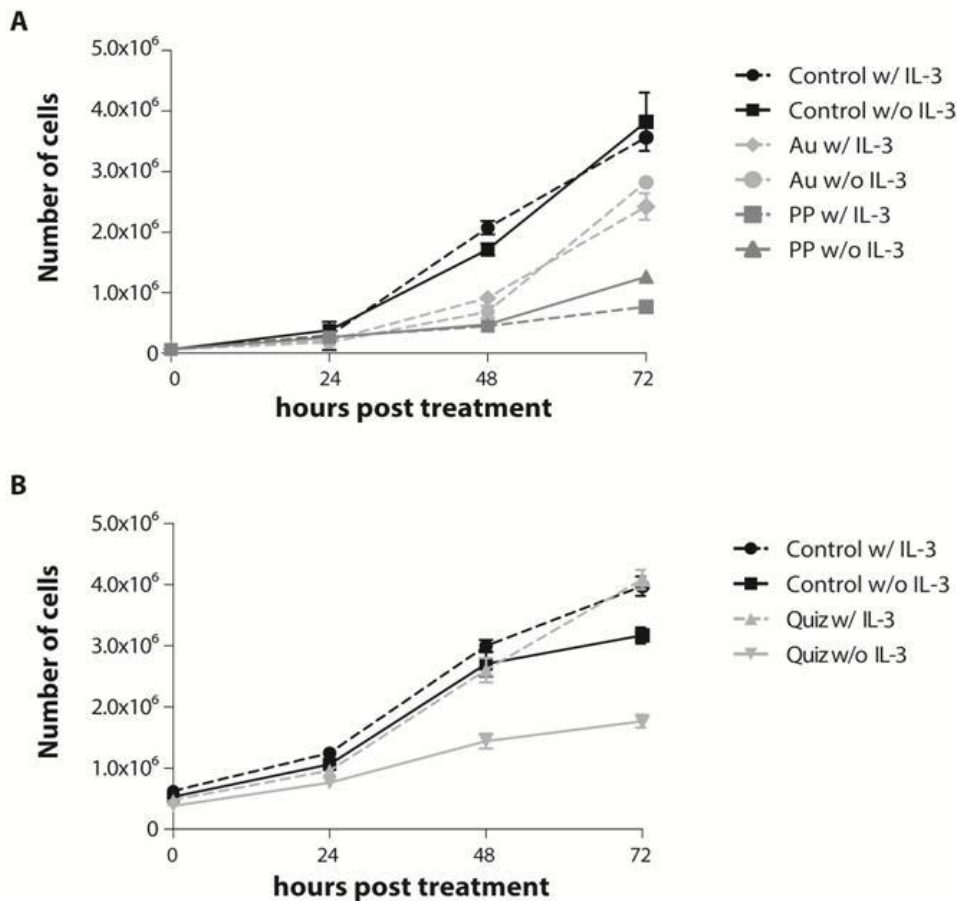 A
5.0x10⁶
4.0x10⁶
3.0x10⁶
2.0x10⁶
1.0x10⁶
0
Number of cells
0 24 48 72
hours post treatment
Control w/ IL-3
Control w/o IL-3
Au w/ IL-3
Au w/o IL-3
PP w/ IL-3
PP w/o IL-3
B
5.0x10⁶
4.0x10⁶
3.0x10⁶
2.0x10⁶
1.0x10⁶
0
Number of cells
0 24 48 72
hours post treatment
Control w/ IL-3
Control w/o IL-3
Quiz w/ IL-3
Quiz w/o IL-3